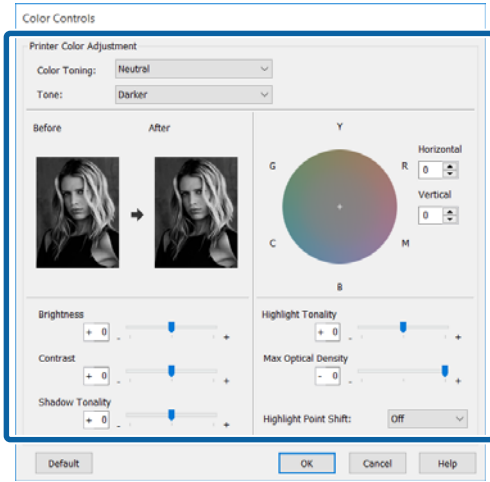 Color Controls
Printer Color Adjustment
Color Toning: Neutral
Tone: Darker
Before After
Y
G R
C M
B
Horizontal
0
Vertical
0
Brightness
+ 0 - +
Contrast
+ 0 - +
Shadow Tonality
+ 0 - +
Highlight Tonality
+ 0 - +
Max Optical Density
- 0 - +
Highlight Point Shift: Off
Default OK Cancel Help